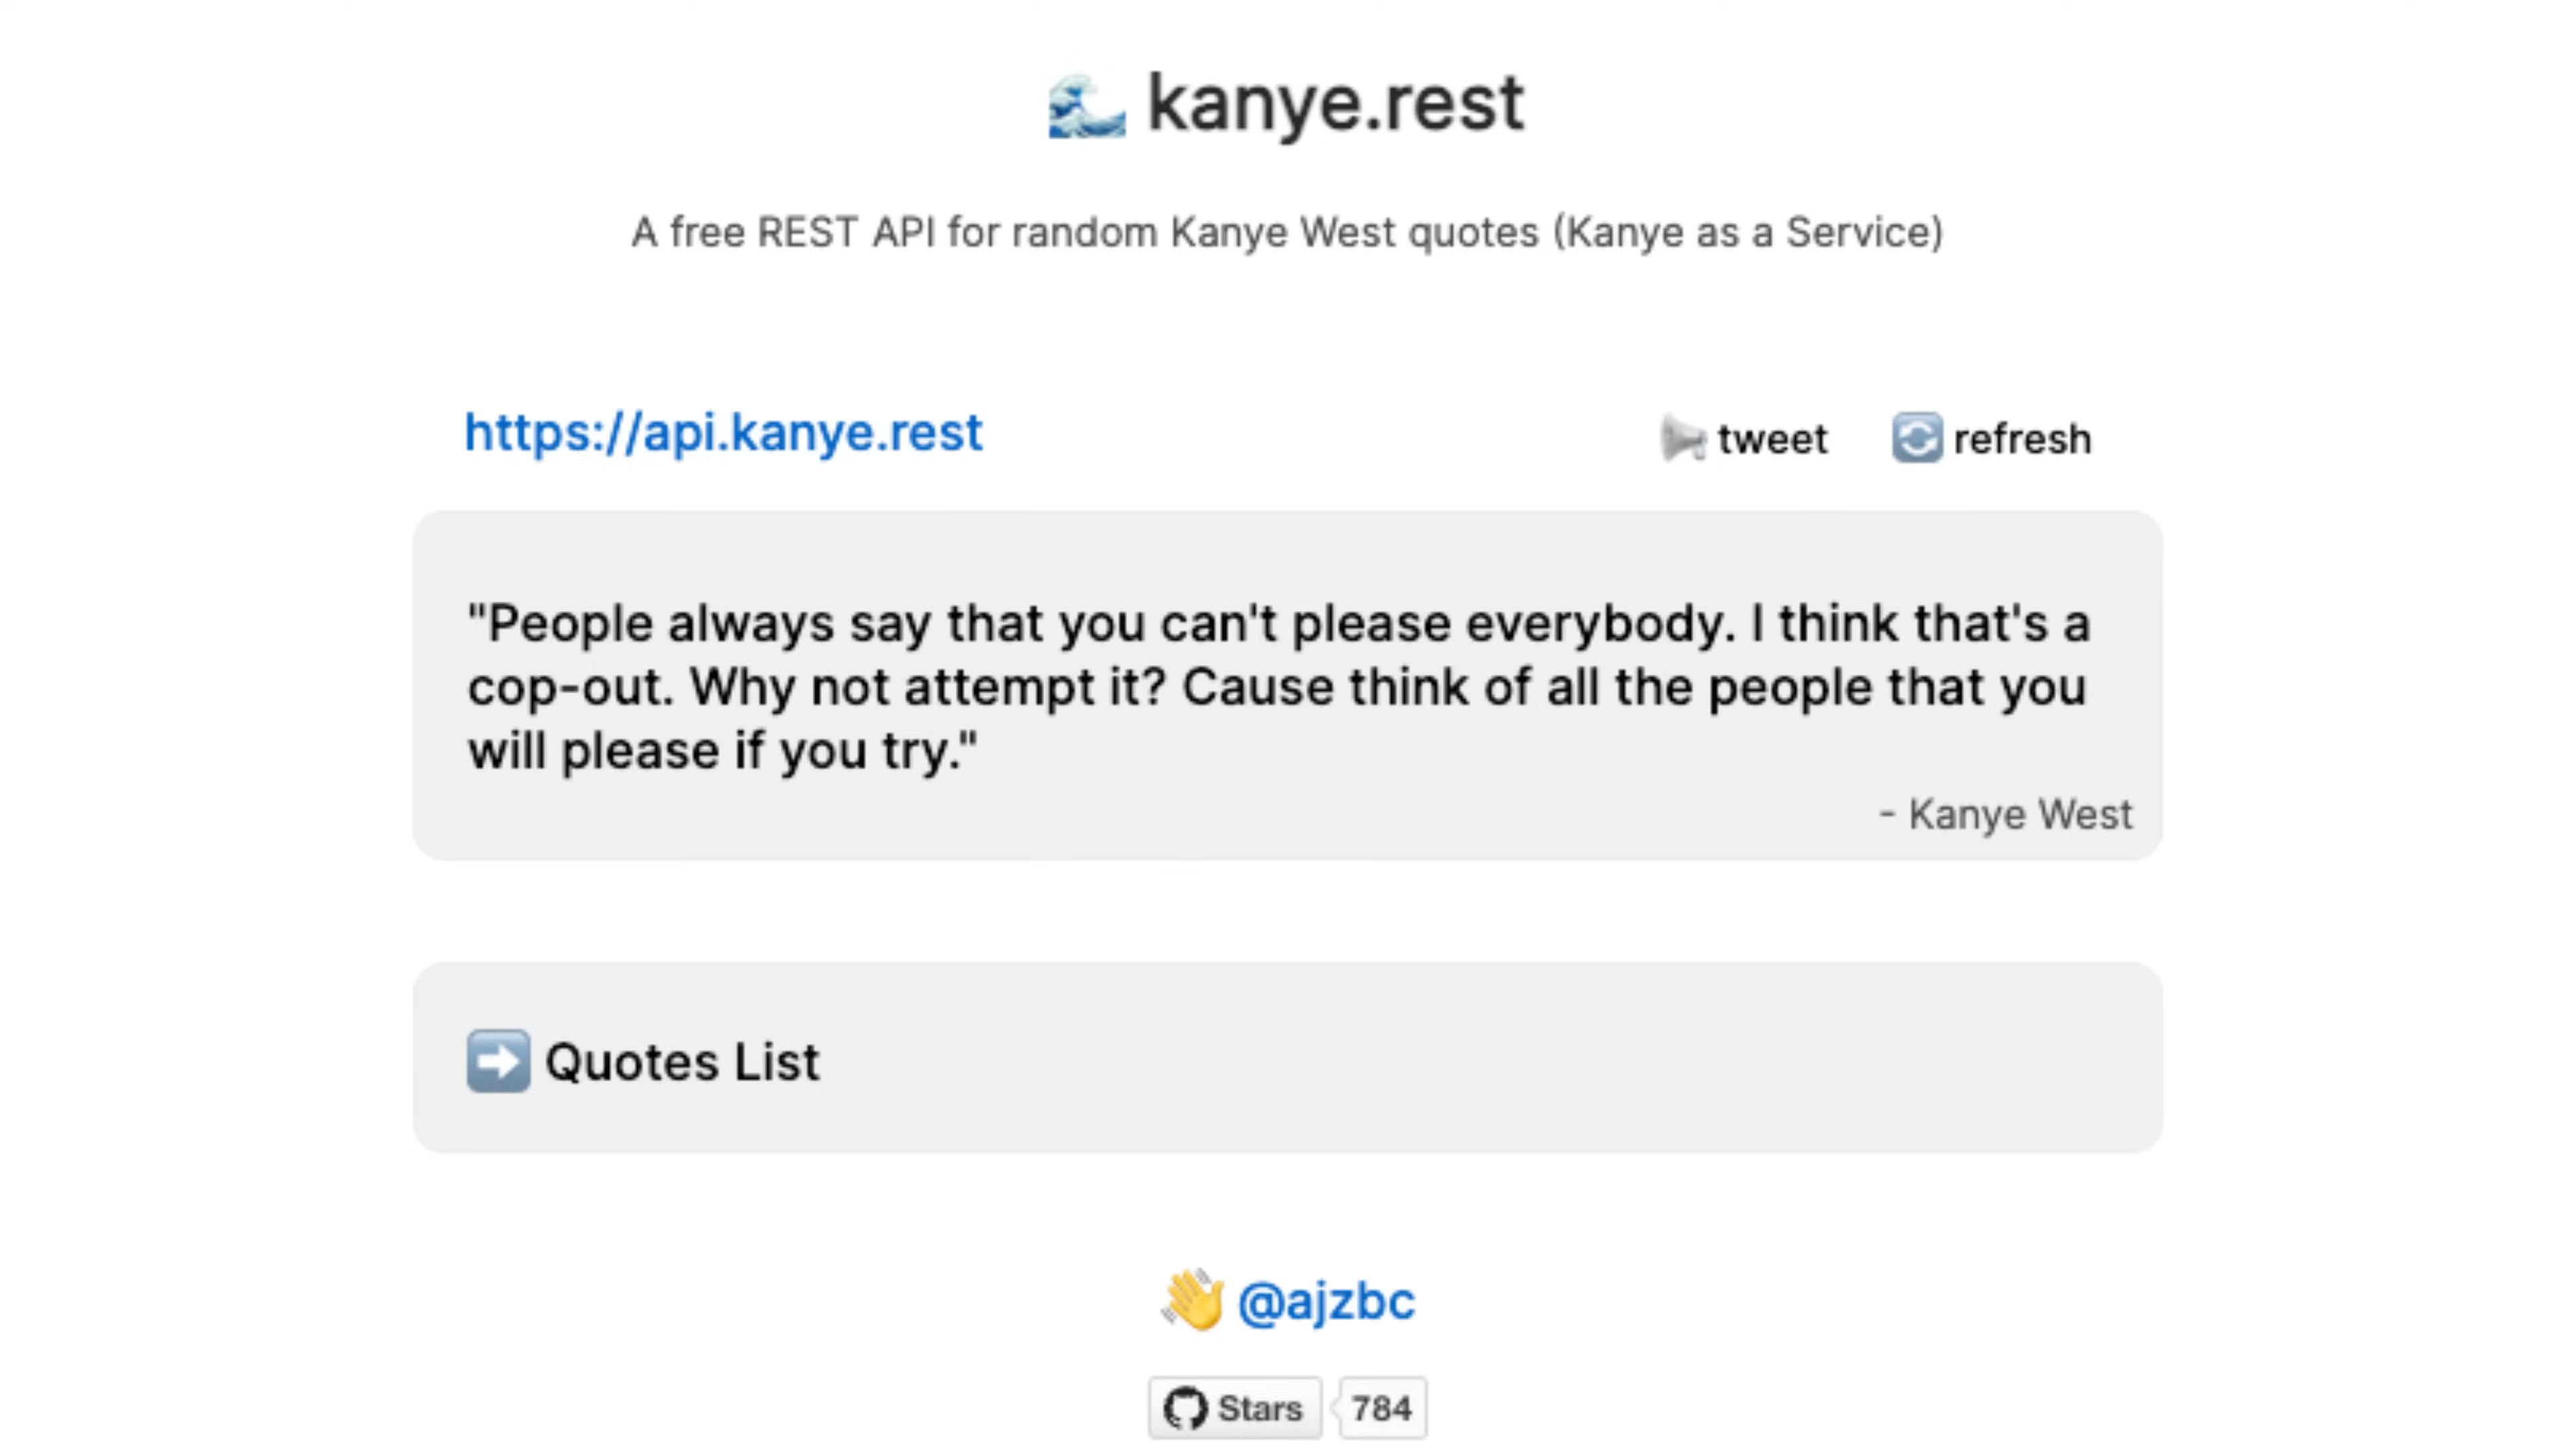 kanye.rest
A free REST API for random Kanye West quotes (Kanye as a Service)
https://api.kanye.rest
tweet
refresh
"People always say that you can't please everybody. I think that's a
cop-out. Why not attempt it? Cause think of all the people that you
will please if you try."
- Kanye West
Quotes List
@ajzbc
Stars
784